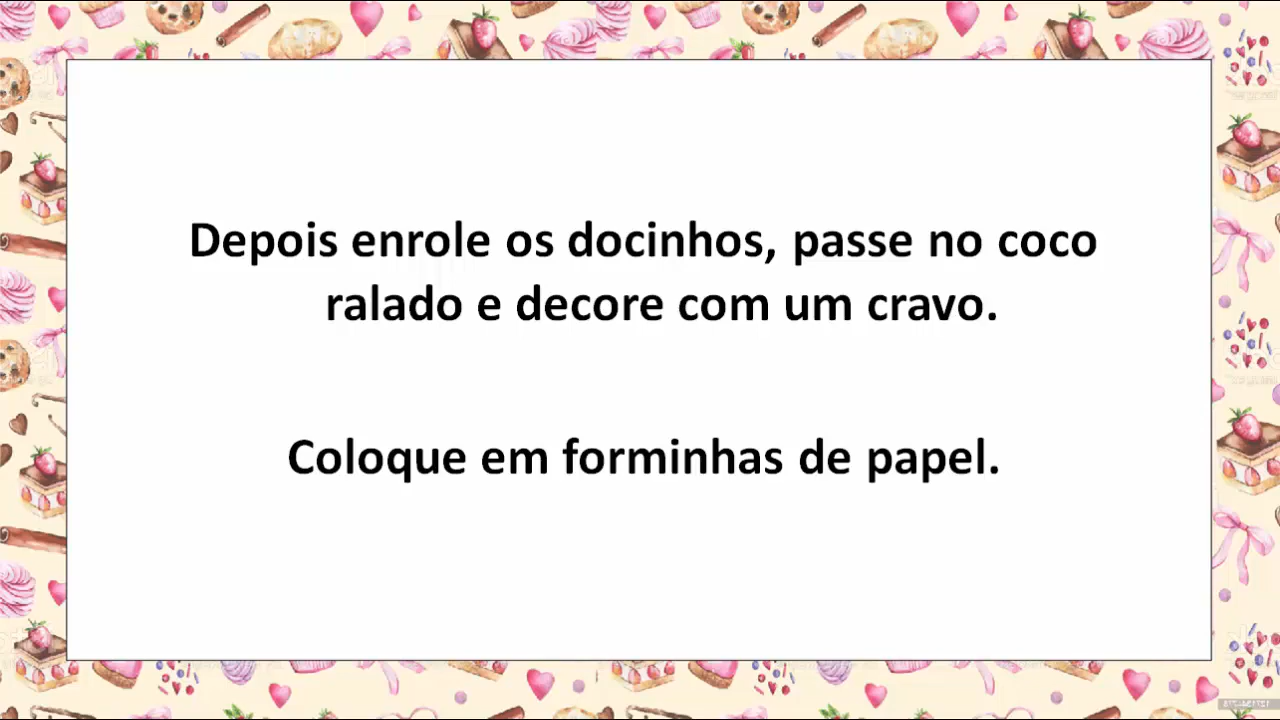 Depois enrole os docinhos, passe no coco
ralado e decore com um cravo.
Coloque em forminhas de papel.